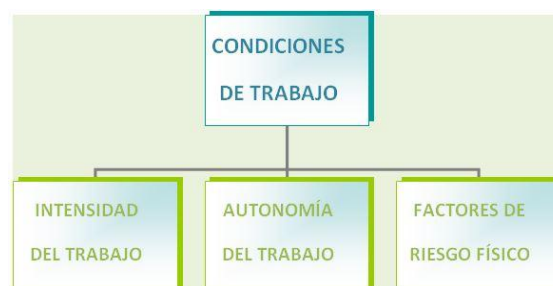 CONDICIONES
DE TRABAJO
INTENSIDAD
DEL TRABAJO
AUTONOMÍA
DEL TRABAJO
FACTORES DE
RIESGO FÍSICO